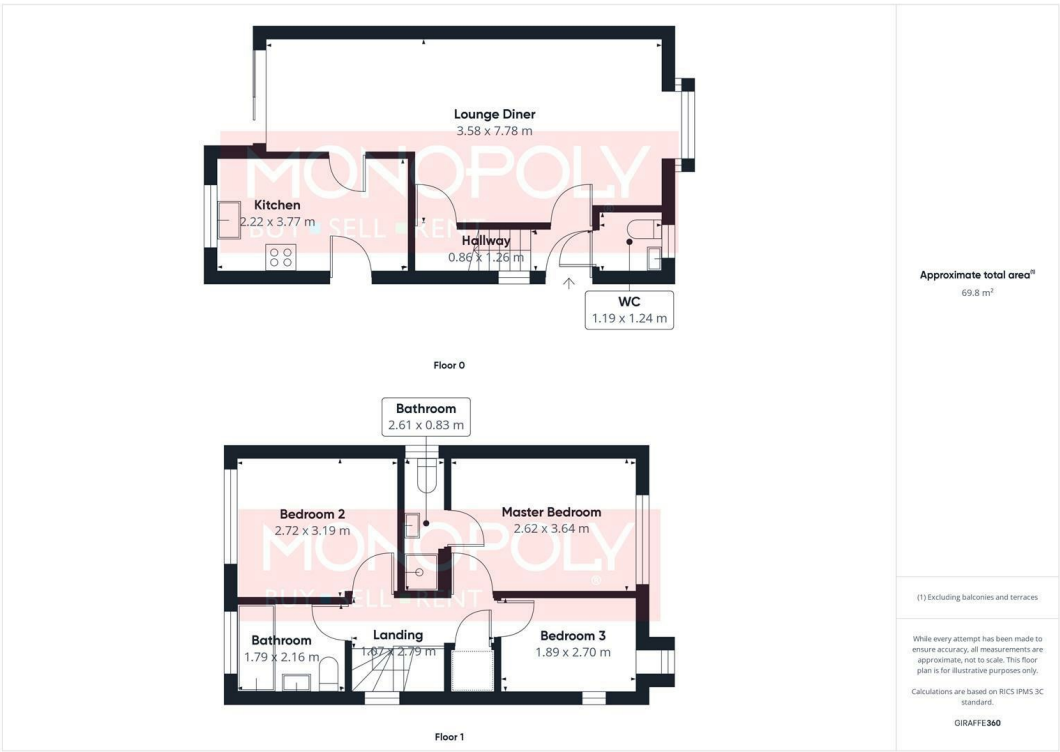 Lounge Diner
3.58 x 7.78 m
MONOPOLY
BUY ■ SELL ■ RENT
Kitchen
2.22 x 3.77 m
Hallway
0.86 x 1.26 m
WC
1.19 x 1.24 m
Floor 0
Approximate total area(1)
69.8 m²
Bathroom
2.61 x 0.83 m
Bedroom 2
2.72 x 3.19 m
Master Bedroom
2.62 x 3.64 m
MONOPOLY®
BUY ■ SELL ■ RENT
Bathroom
1.79 x 2.16 m
Landing
1.67 x 2.79 m
Bedroom 3
1.89 x 2.70 m
Floor 1
(1) Excluding balconies and terraces
While every attempt has been made to
ensure accuracy, all measurements are
approximate, not to scale. This floor
plan is for illustrative purposes only.
Calculations are based on RICS IPMS 3C
standard.
GIRAFFE360